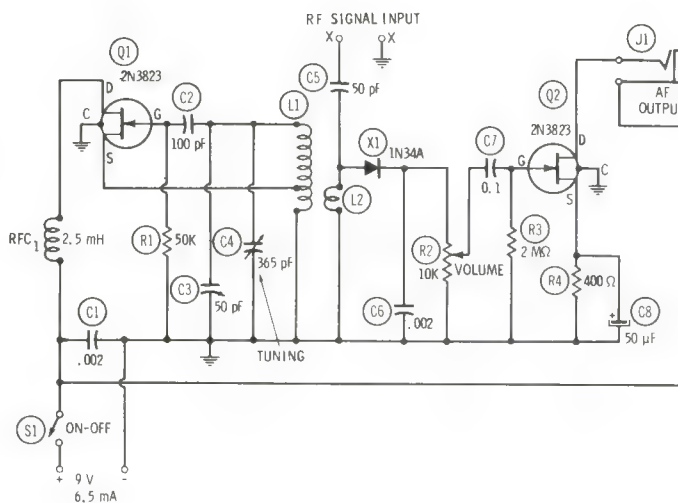 RF SIGNAL INPUT
X X
Q1
2N3823
C5
50 pF
J1
D
C
G
S
C2
100 pF
L1
Q2
2N3823
AF
OUTPU
X1
1N34A
C7
0.1
G
D
C
S
L2
RFC1
2.5 mH
R1
50K
C4
365 pF
R2
10K
VOLUME
R3
2 MΩ
R4
400 Ω
C3
50 pF
C6
.002
C1
.002
TUNING
+
C8
50 µF
S1
ON-OFF
+ 9 V -
6.5 mA